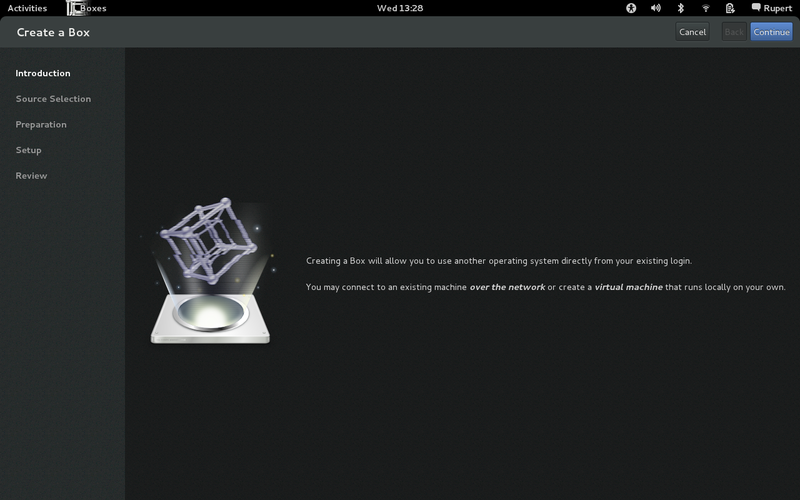 Activities Boxes Wed 13:28 Rupert
Create a Box Cancel Back Continue
Introduction
Source Selection
Preparation
Setup
Review
Creating a Box will allow you to use another operating system directly from your existing login.
You may connect to an existing machine over the network or create a virtual machine that runs locally on your own.